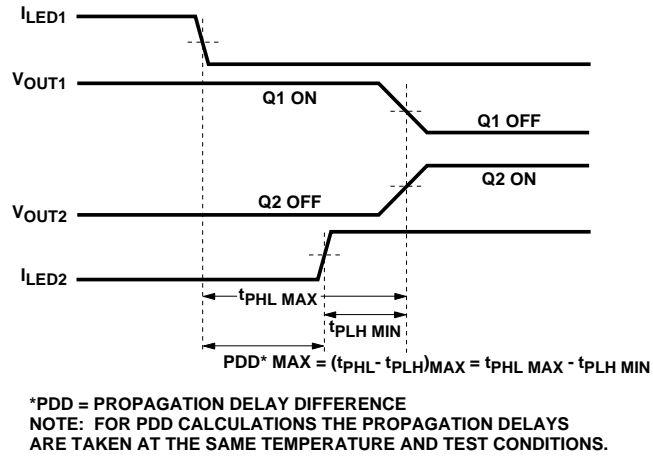 ILED1
VOUT1
Q1 ON
Q1 OFF
Q2 ON
Q2 OFF
VOUT2
ILED2
tPHL MAX
tPLH MIN
PDD* MAX = (tPHL- tPLH)MAX = tPHL MAX - tPLH MIN
*PDD = PROPAGATION DELAY DIFFERENCE
NOTE: FOR PDD CALCULATIONS THE PROPAGATION DELAYS
ARE TAKEN AT THE SAME TEMPERATURE AND TEST CONDITIONS.